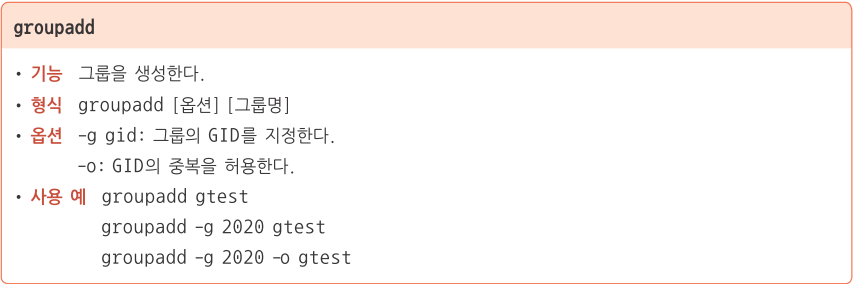 groupadd
• 기능 그룹을 생성한다.
• 형식 groupadd [옵션] [그룹명]
• 옵션 -g gid: 그룹의 GID를 지정한다.
-o: GID의 중복을 허용한다.
• 사용 예 groupadd gtest
groupadd -g 2020 gtest
groupadd -g 2020 -o gtest